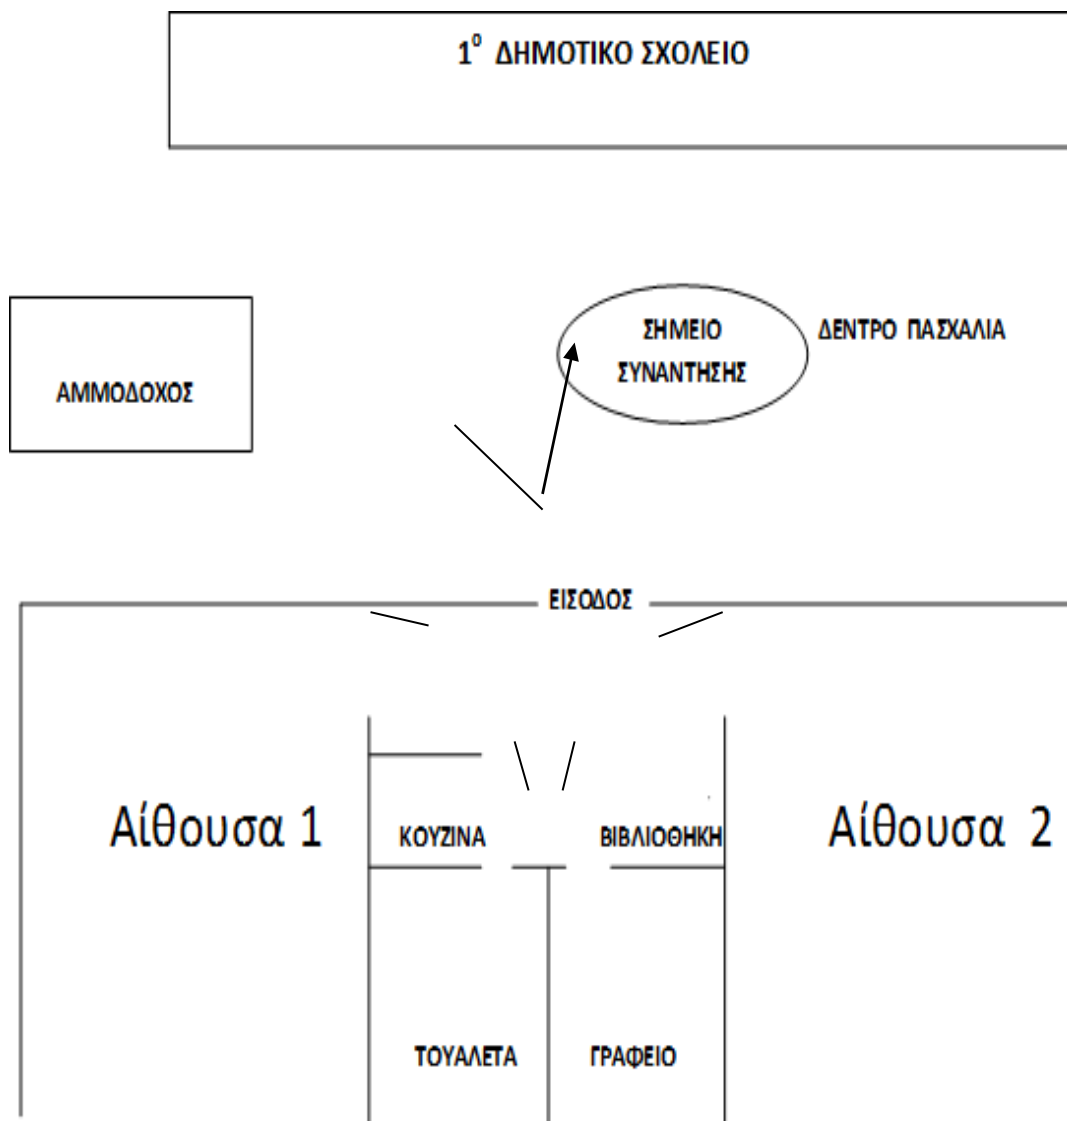 1° ΔΗΜΟΤΙΚΟ ΣΧΟΛΕΙΟ
ΣΗΜΕΙΟ ΣΥΝΑΝΤΗΣΗΣ
ΔΕΝΤΡΟ ΠΑΣΧΑΛΙΑ
ΑΜΜΟΔΟΧΟΣ
ΕΙΣΟΔΟΣ
Αίθουσα 1
ΚΟΥΖΙΝΑ
ΒΙΒΛΙΟΘΗΚΗ
Αίθουσα 2
ΤΟΥΑΛΕΤΑ
ΓΡΑΦΕΙΟ